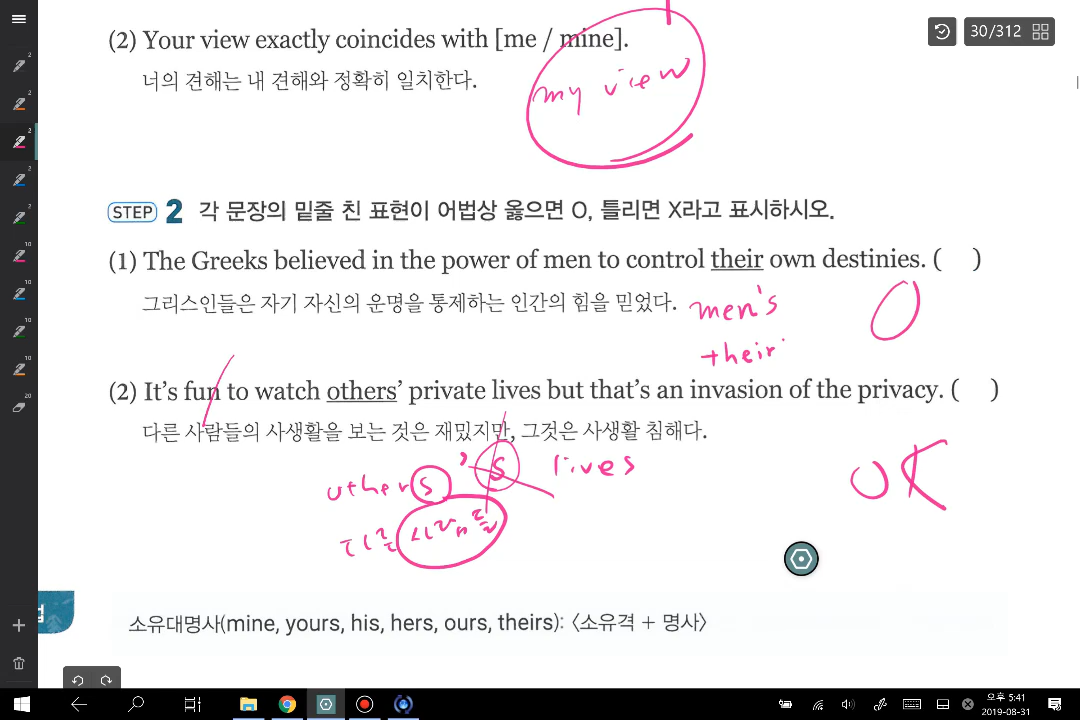 30/312
(2) Your view exactly coincides with [me / mine].
너의 견해는 내 견해와 정확히 일치한다.
my view
STEP 2 각 문장의 밑줄 친 표현이 어법상 옳으면 O, 틀리면 X라고 표시하시오.
(1) The Greeks believed in the power of men to control their own destinies. ( )
그리스인들은 자기 자신의 운명을 통제하는 인간의 힘을 믿었다.
men's
O
their
(2) It's fun to watch others' private lives but that's an invasion of the privacy. ( )
다른 사람들의 사생활을 보는 것은 재밌지만, 그것은 사생활 침해다.
others 's lives
OK
다른 사람들
소유대명사(mine, yours, his, hers, ours, theirs): 〈소유격 + 명사〉
오후 5:41
2019-08-31